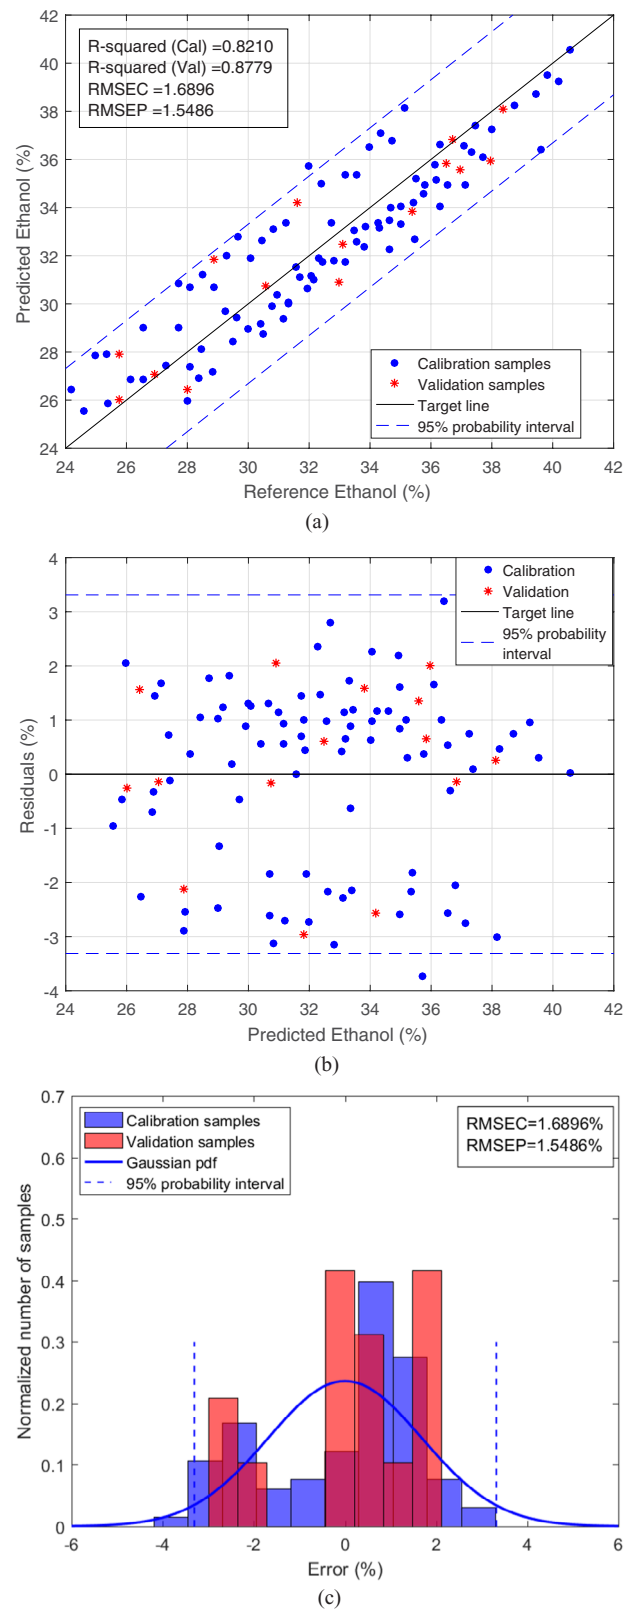 42
40
38
36
34
32
30
28
26
24
Predicted Ethanol (%)
R-squared (Cal) =0.8210
R-squared (Val) =0.8779
RMSEC =1.6896
RMSEP =1.5486
Calibration samples
Validation samples
Target line
95% probability interval
24 26 28 30 32 34 36 38 40 42
Reference Ethanol (%)
(a)
4
3
2
1
0
-1
-2
-3
-4
Residuals (%)
Calibration
Validation
Target line
95% probability
interval
24 26 28 30 32 34 36 38 40 42
Predicted Ethanol (%)
(b)
0.7
0.6
0.5
0.4
0.3
0.2
0.1
0
Normalized number of samples
Calibration samples
Validation samples
Gaussian pdf
95% probability interval
RMSEC=1.6896%
RMSEP=1.5486%
-6 -4 -2 0 2 4 6
Error (%)
(c)